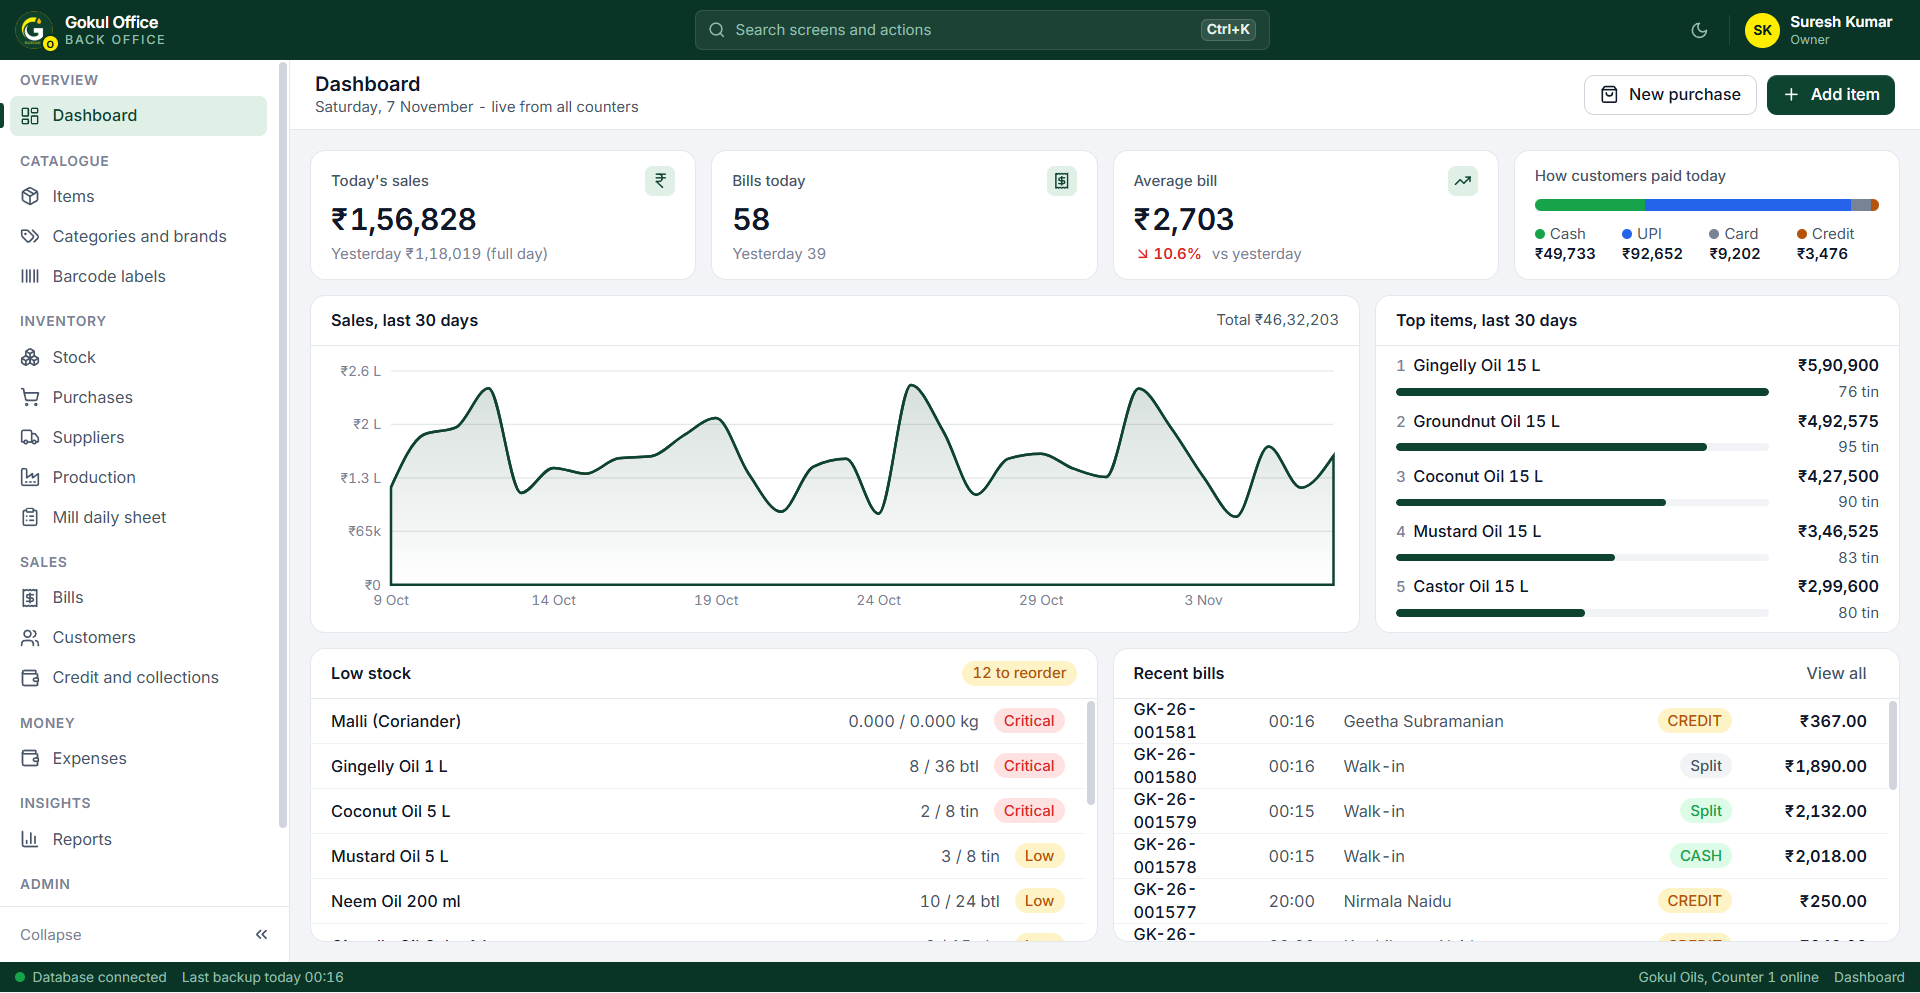 Gokul Office
BACK OFFICE
Search screens and actions
Ctrl+K
SK
Suresh Kumar
Owner
OVERVIEW
Dashboard
CATALOGUE
Items
Categories and brands
Barcode labels
INVENTORY
Stock
Purchases
Suppliers
Production
Mill daily sheet
SALES
Bills
Customers
Credit and collections
MONEY
Expenses
INSIGHTS
Reports
ADMIN
Collapse
Dashboard
Saturday, 7 November - live from all counters
New purchase
Add item
Today's sales
₹1,56,828
Yesterday ₹1,18,019 (full day)
Bills today
58
Yesterday 39
Average bill
₹2,703
10.6% vs yesterday
How customers paid today
Cash UPI Card Credit
₹49,733 ₹92,652 ₹9,202 ₹3,476
Sales, last 30 days
Total ₹46,32,203
₹2.6 L
₹2 L
₹1.3 L
₹65k
₹0
9 Oct 14 Oct 19 Oct 24 Oct 29 Oct 3 Nov
Top items, last 30 days
1 Gingelly Oil 15 L ₹5,90,900
76 tin
2 Groundnut Oil 15 L ₹4,92,575
95 tin
3 Coconut Oil 15 L ₹4,27,500
90 tin
4 Mustard Oil 15 L ₹3,46,525
83 tin
5 Castor Oil 15 L ₹2,99,600
80 tin
Low stock
12 to reorder
Malli (Coriander) 0.000 / 0.000 kg Critical
Gingelly Oil 1 L 8 / 36 btl Critical
Coconut Oil 5 L 2 / 8 tin Critical
Mustard Oil 5 L 3 / 8 tin Low
Neem Oil 200 ml 10 / 24 btl Low
Recent bills
View all
GK-26-
001581 00:16 Geetha Subramanian CREDIT ₹367.00
GK-26-
001580 00:16 Walk-in Split ₹1,890.00
GK-26-
001579 00:15 Walk-in Split ₹2,132.00
GK-26-
001578 00:15 Walk-in CASH ₹2,018.00
GK-26-
001577 20:00 Nirmala Naidu CREDIT ₹250.00
GK-26-
Database connected
Last backup today 00:16
Gokul Oils, Counter 1 online
Dashboard